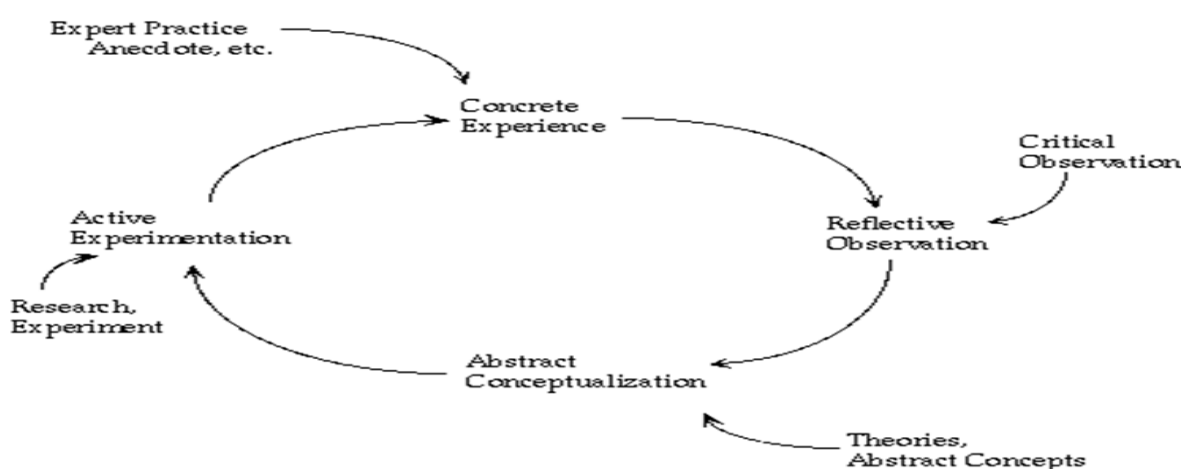 Expert Practice
Anecdote, etc.
Concrete
Experience
Critical
Observation
Reflective
Observation
Active
Experimentation
Research,
Experiment
Abstract
Conceptualization
Theories,
Abstract Concepts